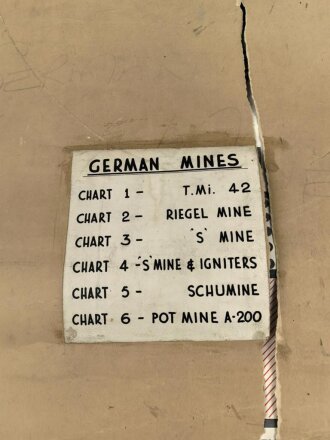 GERMAN MINES
CHART 1 - T.Mi. 42
CHART 2 - RIEGEL MINE
CHART 3 - 'S' MINE
CHART 4 - 'S' MINE & IGNITERS
CHART 5 - SCHUMINE
CHART 6 - POT MINE A-200